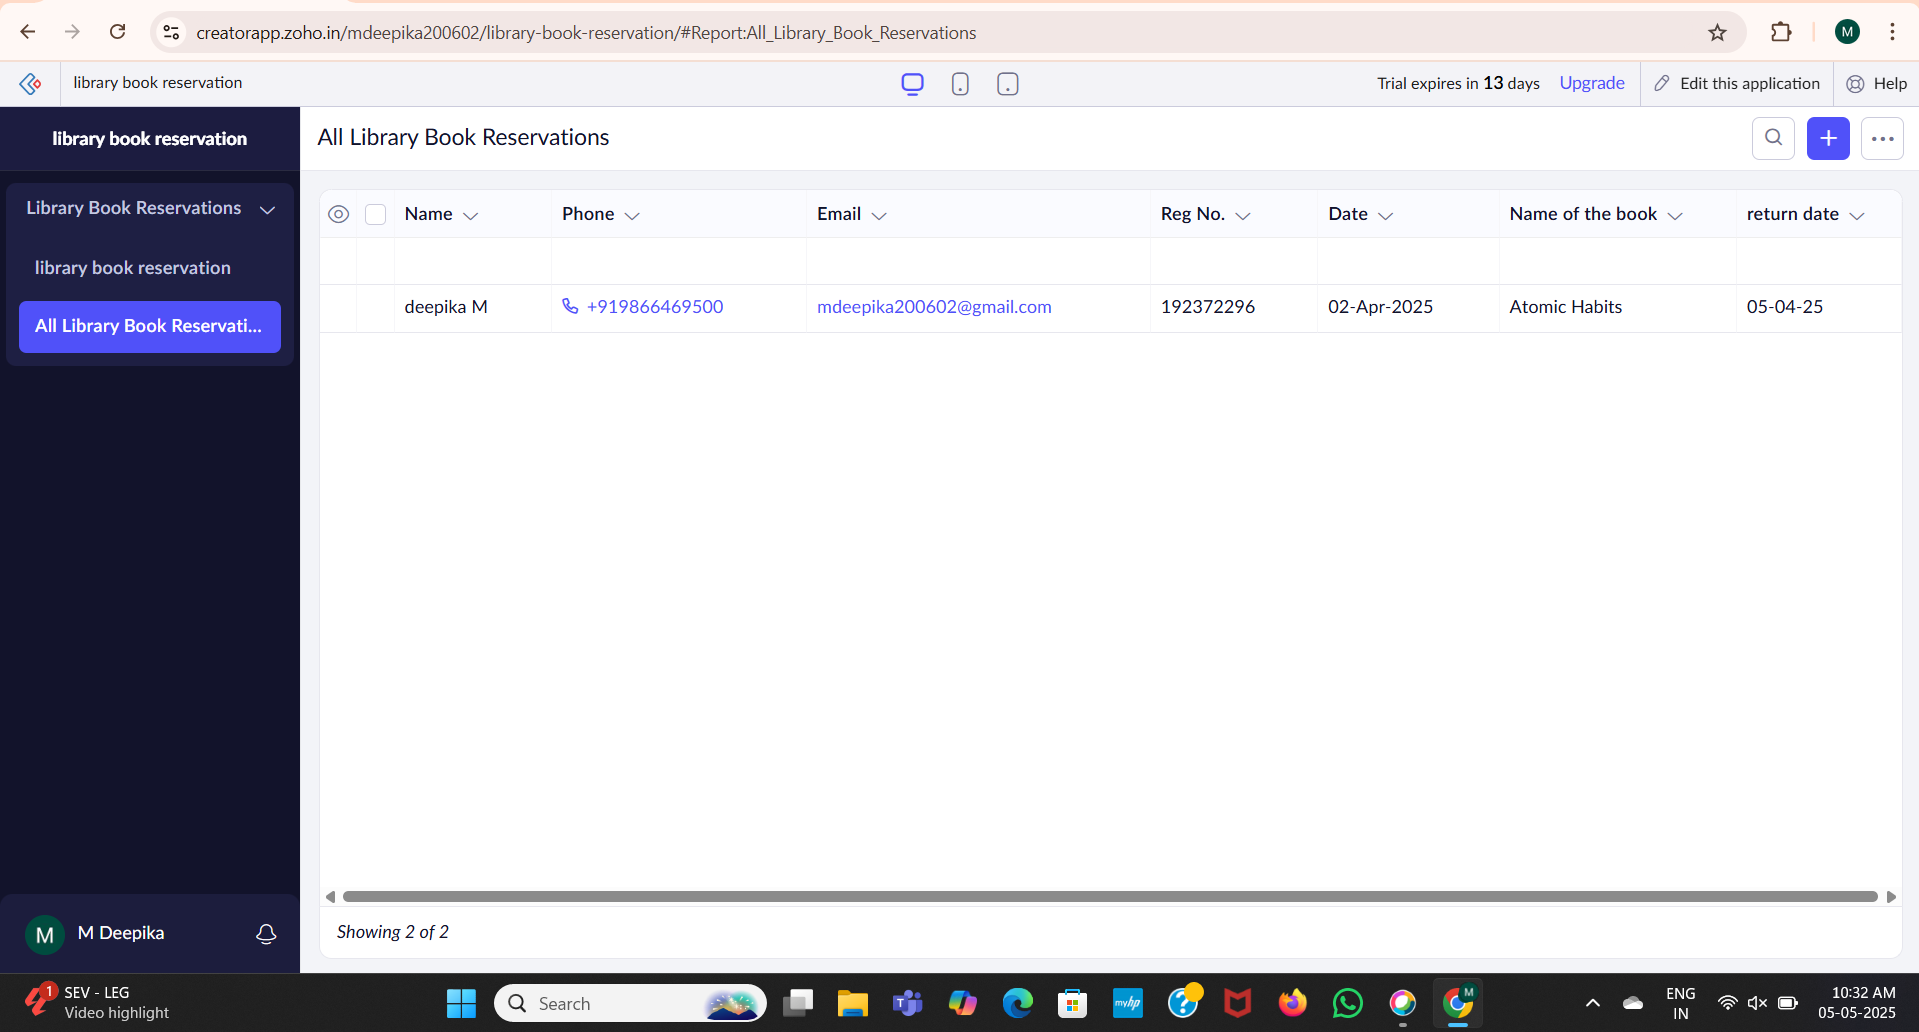 creatorapp.zoho.in/mdeepika200602/library-book-reservation/#Report:All_Library_Book_Reservations
M
library book reservation
Trial expires in 13 days
Upgrade
Edit this application
Help
library book reservation
Library Book Reservations
library book reservation
All Library Book Reservati...
All Library Book Reservations
Name
Phone
Email
Reg No.
Date
Name of the book
return date
deepika M
+919866469500
mdeepika200602@gmail.com
192372296
02-Apr-2025
Atomic Habits
05-04-25
Showing 2 of 2
M
M Deepika
1
SEV - LEG
Video highlight
Search
T
myhp
?
M
ENG
IN
10:32 AM
05-05-2025